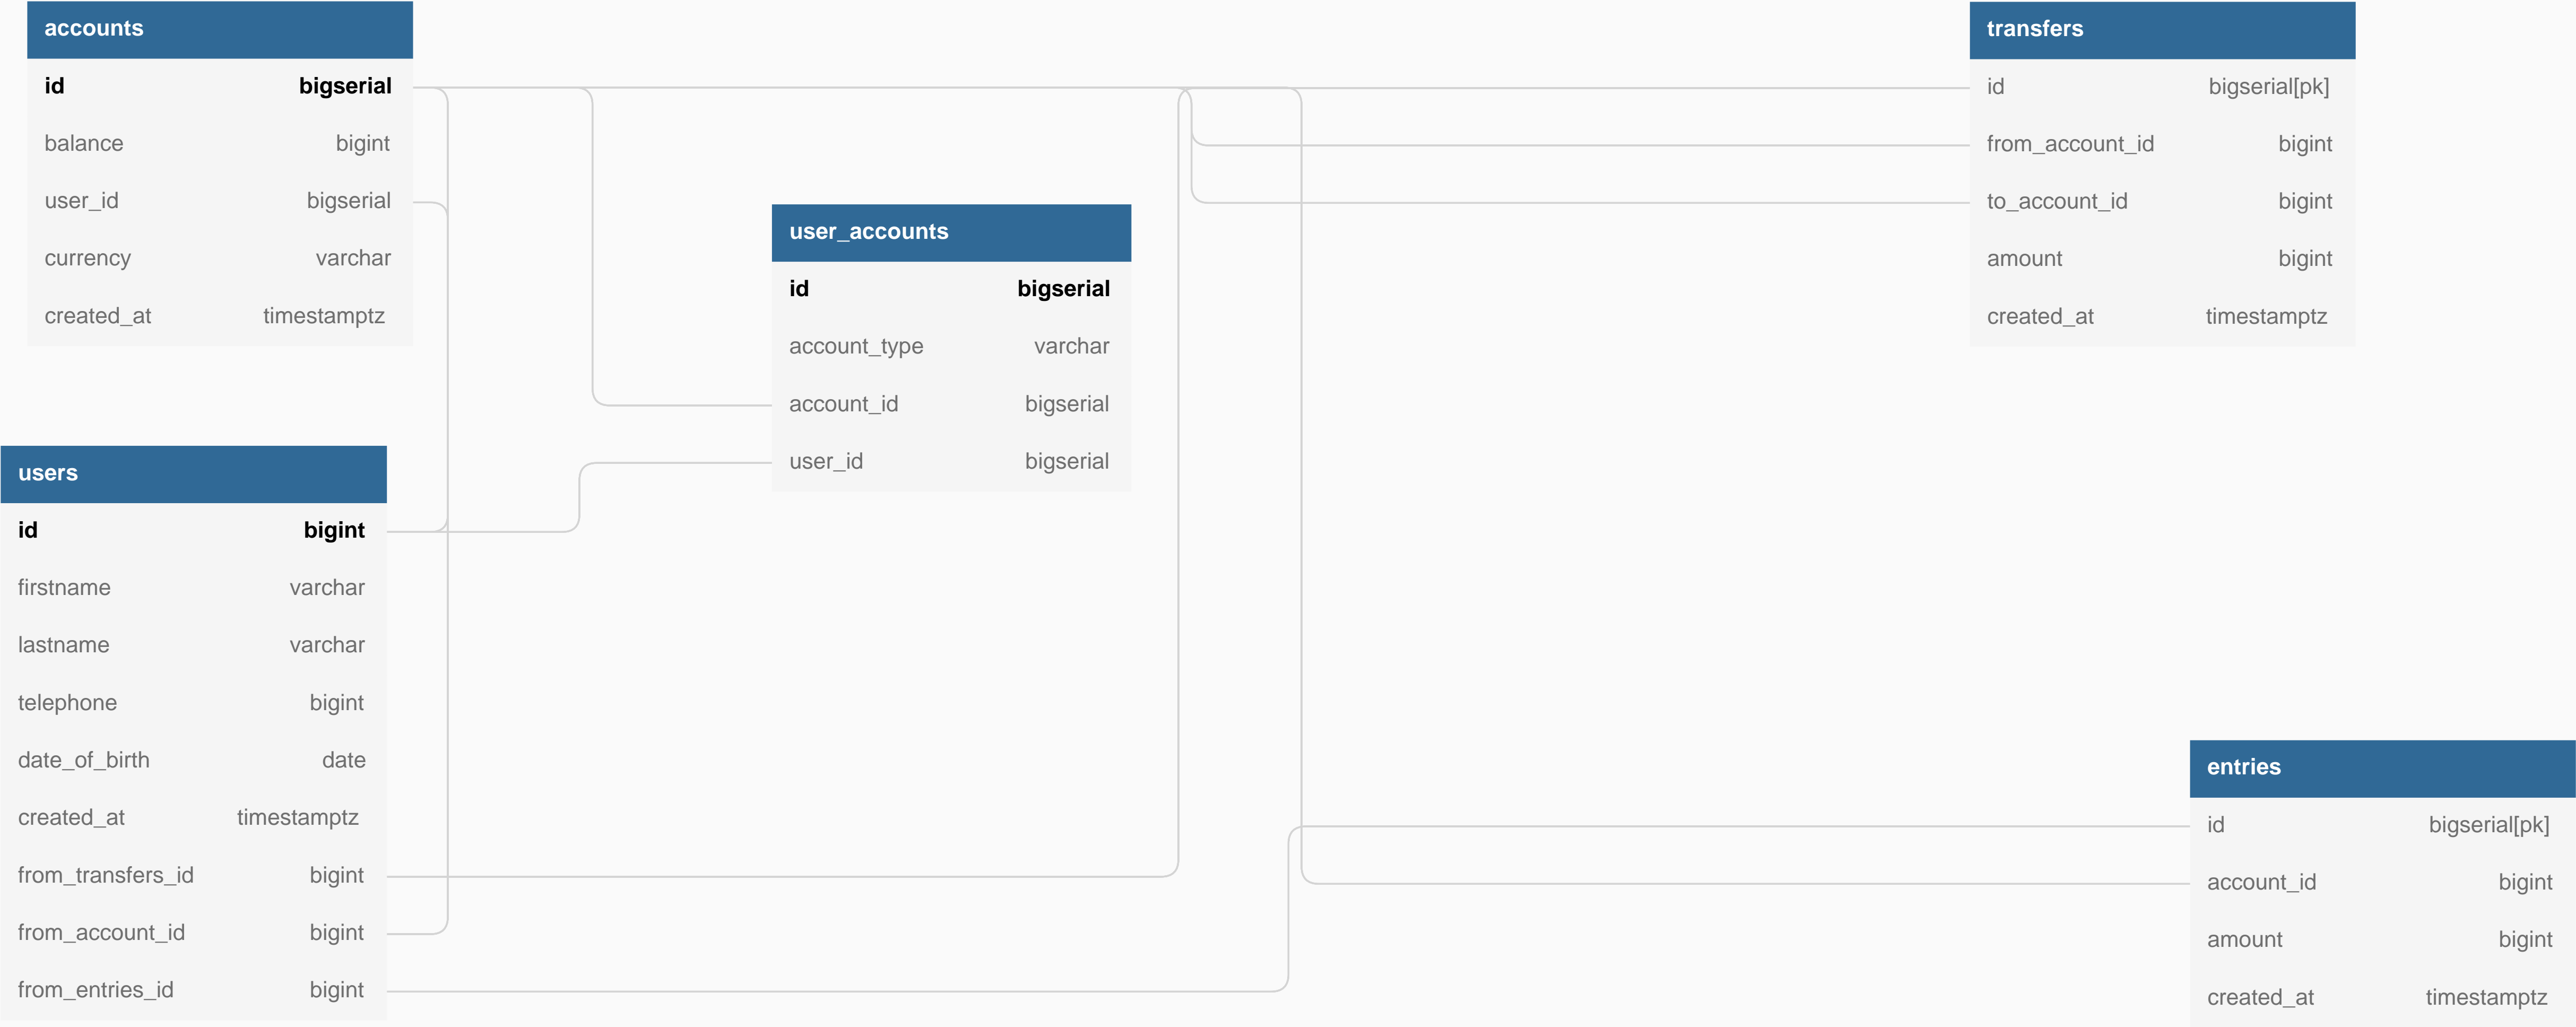 accounts
id bigserial
balance bigint
user_id bigserial
currency varchar
created_at timestamptz
transfers
id bigserial[pk]
from_account_id bigint
to_account_id bigint
amount bigint
created_at timestamptz
user_accounts
id bigserial
account_type varchar
account_id bigserial
user_id bigserial
users
id bigint
firstname varchar
lastname varchar
telephone bigint
date_of_birth date
created_at timestamptz
from_transfers_id bigint
from_account_id bigint
from_entries_id bigint
entries
id bigserial[pk]
account_id bigint
amount bigint
created_at timestamptz